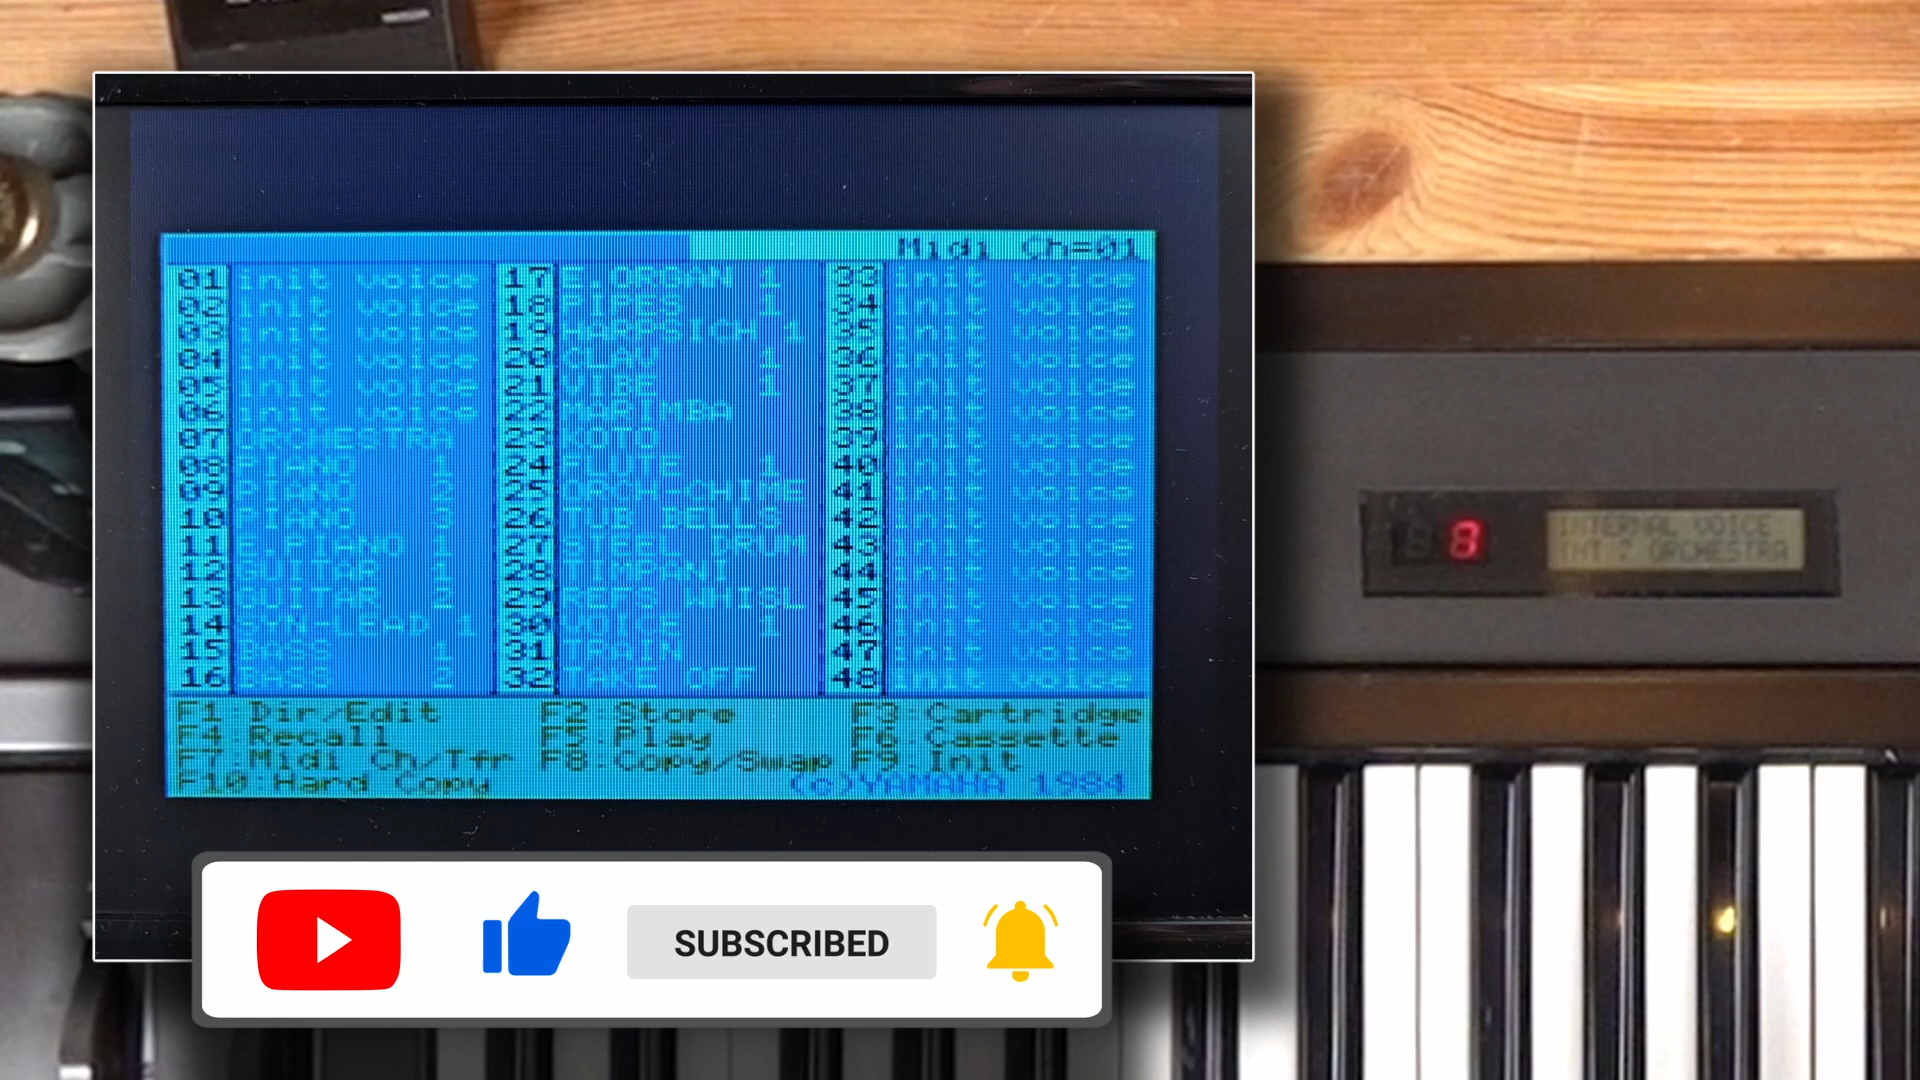 Midi Ch=01
01 init voice 17 E.ORGAN 1 33 init voice
02 init voice 18 PIPES 1 34 init voice
03 init voice 19 HARPSICH 1 35 init voice
04 init voice 20 CLAV 1 36 init voice
05 init voice 21 VIBE 1 37 init voice
06 init voice 22 MARIMBA 38 init voice
07 ORCHESTRA 23 KOTO 39 init voice
08 PIANO 1 24 FLUTE 1 40 init voice
09 PIANO 2 25 ORCH-CHIME 41 init voice
10 PIANO 3 26 TUB BELLS 42 init voice
11 E.PIANO 1 27 STEEL DRUM 43 init voice
12 GUITAR 1 28 TIMPANI 44 init voice
13 GUITAR 2 29 REFS WHISL 45 init voice
14 SYN-LEAD 1 30 VOICE 1 46 init voice
15 BASS 1 31 TRAIN 47 init voice
16 BASS 2 32 TAKE OFF 48 init voice
F1:Dir/Edit F2:Store F3:Cartridge
F4:Recall F5:Play F6:Cassette
F7:Midi Ch/Tfr F8:Copy/Swap F9:Init
F10:Hard Copy (c)YAMAHA 1984
7
INTERNAL VOICE
INT 7 ORCHESTRA
SUBSCRIBED